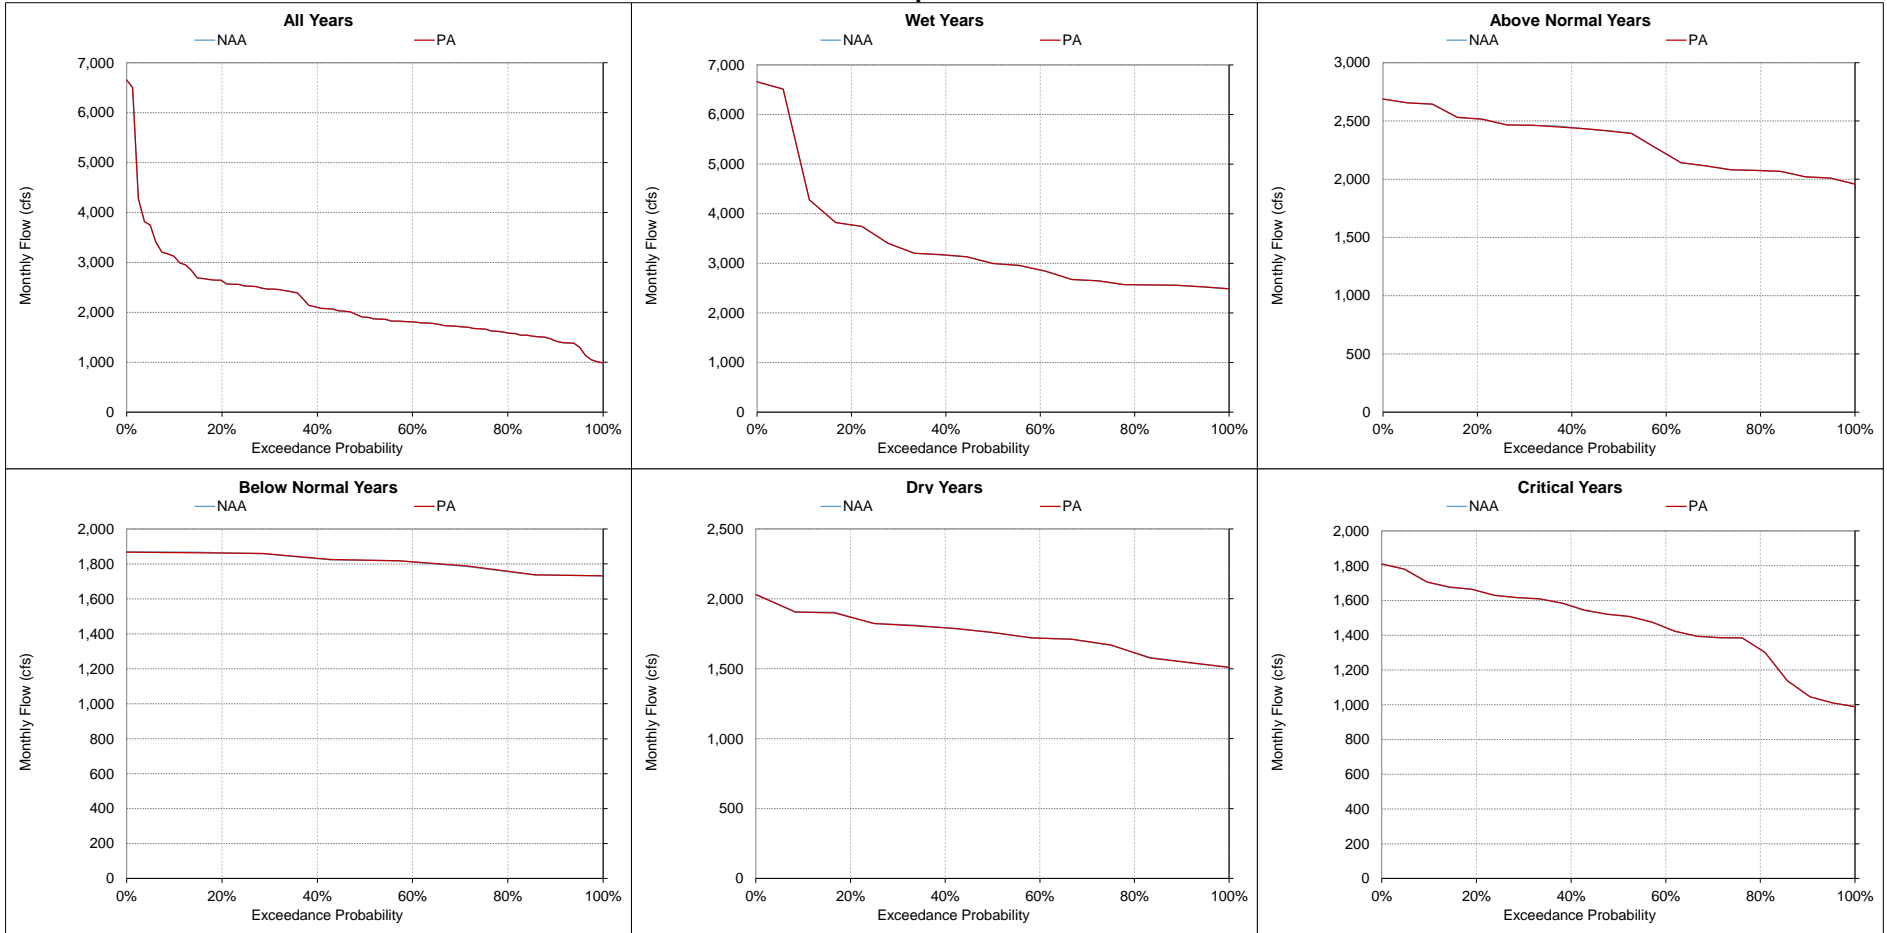 All Years
NAA PA
7,000
6,000
5,000
4,000
3,000
2,000
1,000
0
Monthly Flow (cfs)
0% 20% 40% 60% 80% 100%
Exceedance Probability
Wet Years
NAA PA
7,000
6,000
5,000
4,000
3,000
2,000
1,000
0
Monthly Flow (cfs)
0% 20% 40% 60% 80% 100%
Exceedance Probability
Above Normal Years
NAA PA
3,000
2,500
2,000
1,500
1,000
500
0
Monthly Flow (cfs)
0% 20% 40% 60% 80% 100%
Exceedance Probability
Below Normal Years
NAA PA
2,000
1,800
1,600
1,400
1,200
1,000
800
600
400
200
0
Monthly Flow (cfs)
0% 20% 40% 60% 80% 100%
Exceedance Probability
Dry Years
NAA PA
2,500
2,000
1,500
1,000
500
0
Monthly Flow (cfs)
0% 20% 40% 60% 80% 100%
Exceedance Probability
Critical Years
NAA PA
2,000
1,800
1,600
1,400
1,200
1,000
800
600
400
200
0
Monthly Flow (cfs)
0% 20% 40% 60% 80% 100%
Exceedance Probability